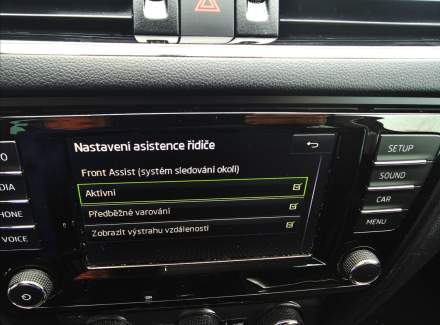 Nastavení asistence řidiče
Front Assist (systém sledování okolí)
Aktivní
Předběžné varování
Zobrazit výstrahu vzdálenosti
PHONE
VOICE
SETUP
SOUND
CAR
MENU